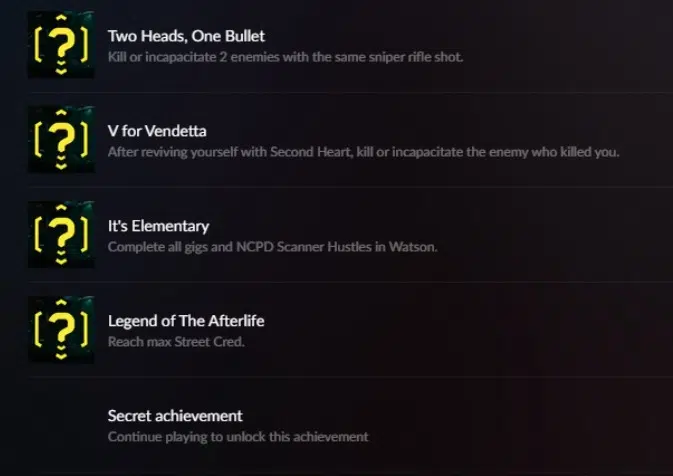 Two Heads, One Bullet
Kill or incapacitate 2 enemies with the same sniper rifle shot.
V for Vendetta
After reviving yourself with Second Heart, kill or incapacitate the enemy who killed you.
It's Elementary
Complete all gigs and NCPD Scanner Hustles in Watson.
Legend of The Afterlife
Reach max Street Cred.
Secret achievement
Continue playing to unlock this achievement